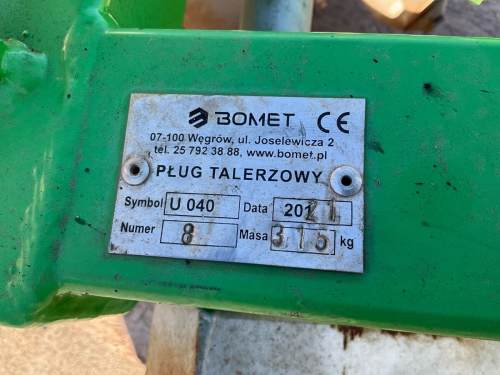 BOMET CE
07-100 Węgrów, ul. Joselewicza 2
tel. 25 792 38 88, www.bomet.pl
PŁUG TALERZOWY
Symbol U 040 Data
Numer 8 Masa 315 kg